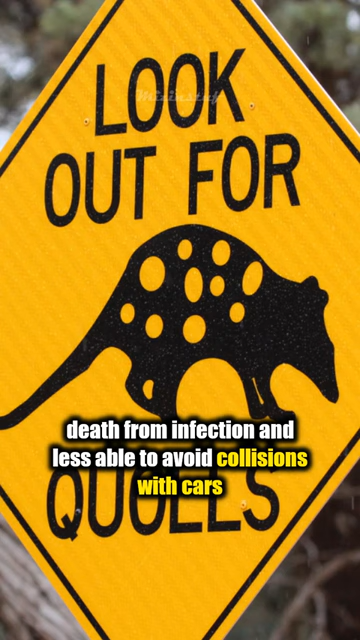 LOOK
OUT FOR
death from infection and
less able to avoid collisions
with cars
QUOLLS